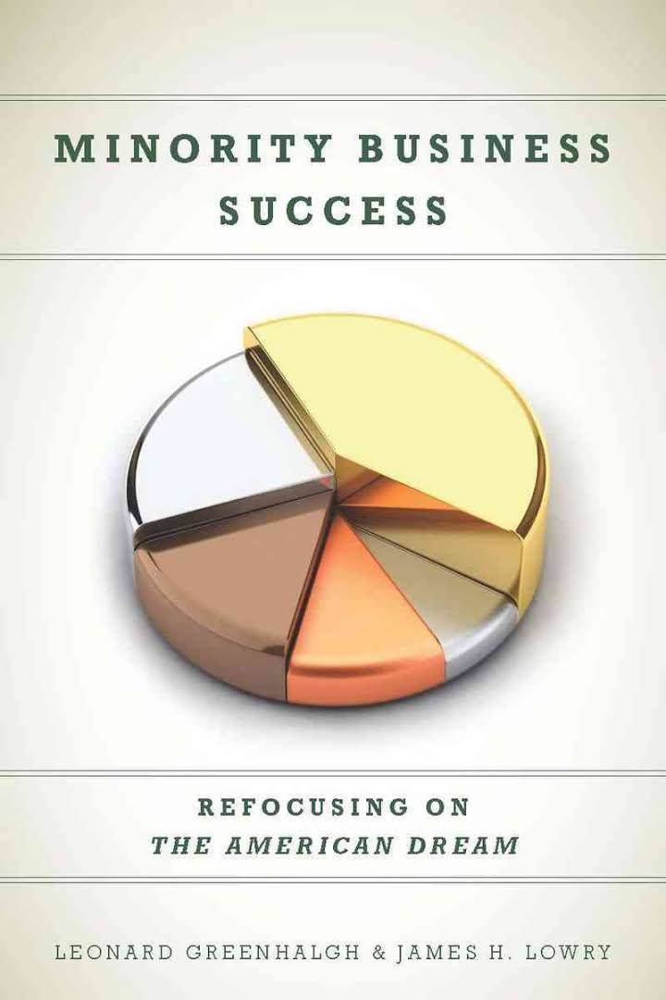 MINORITY BUSINESS
SUCCESS
REFOCUSING ON
THE AMERICAN DREAM
LEONARD GREENHALGH & JAMES H. LOWRY